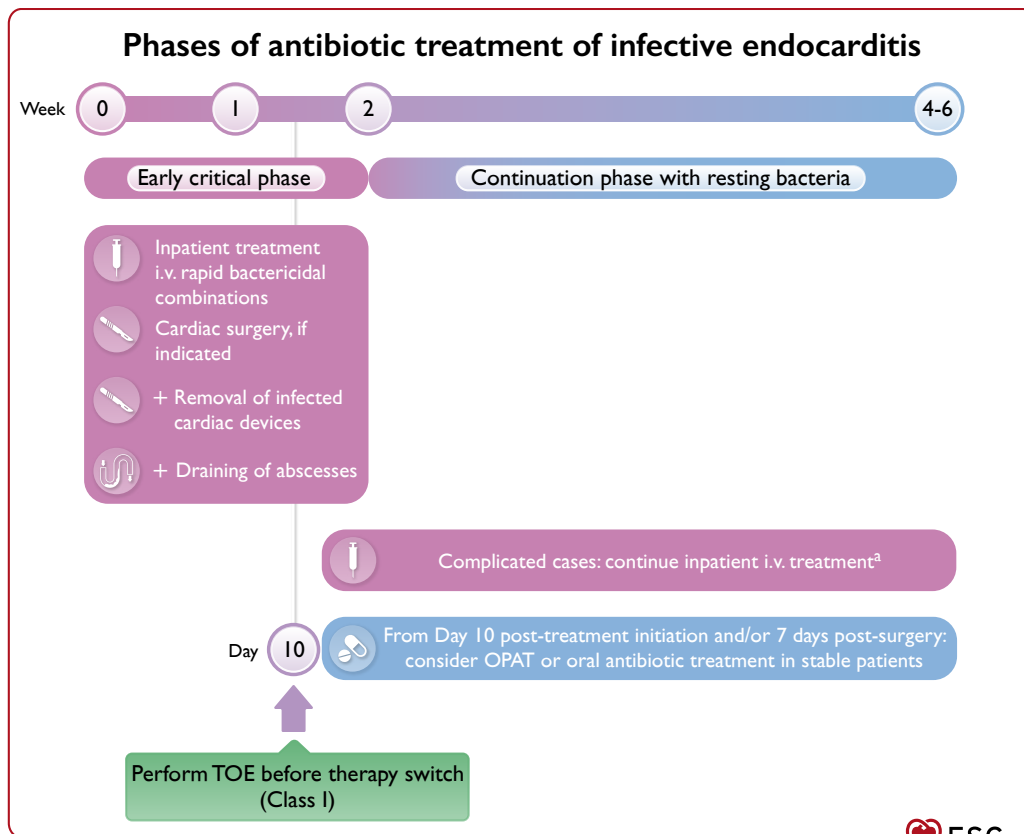 Phases of antibiotic treatment of infective endocarditis
Week 0 1 2 4-6
Early critical phase
Continuation phase with resting bacteria
Inpatient treatment
i.v. rapid bactericidal
combinations
Cardiac surgery, if
indicated
+ Removal of infected
cardiac devices
+ Draining of abscesses
Complicated cases: continue inpatient i.v. treatmentᵃ
Day 10
From Day 10 post-treatment initiation and/or 7 days post-surgery:
consider OPAT or oral antibiotic treatment in stable patients
Perform TOE before therapy switch
(Class I)
ESC